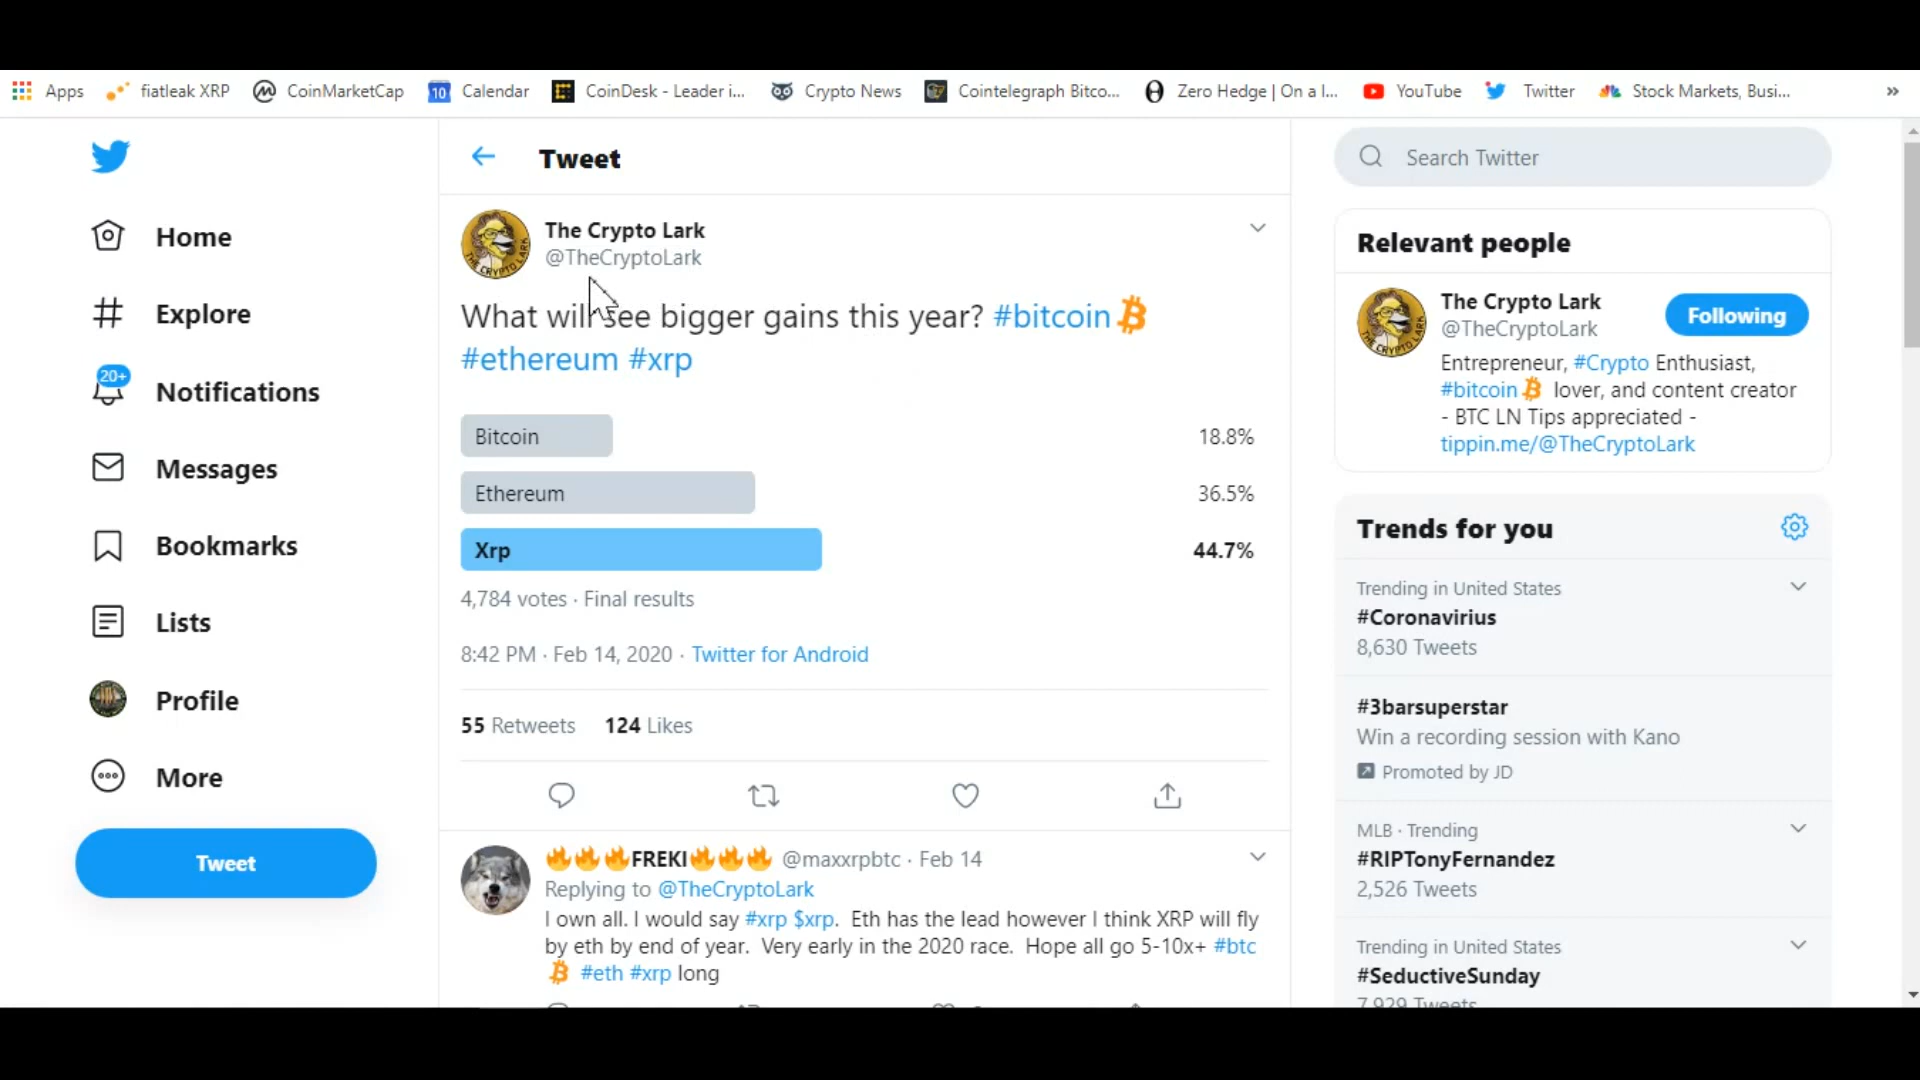 Apps fiatleak XRP CoinMarketCap 10 Calendar CoinDesk - Leader i... Crypto News Cointelegraph Bitco... Zero Hedge | On a l... YouTube Twitter Stock Markets, Busi... »
Home
Explore
20+
Notifications
Messages
Bookmarks
Lists
Profile
More
Tweet
Tweet
The Crypto Lark
@TheCryptoLark
What will see bigger gains this year? #bitcoin
#ethereum #xrp
Bitcoin 18.8%
Ethereum 36.5%
Xrp 44.7%
4,784 votes · Final results
8:42 PM · Feb 14, 2020 · Twitter for Android
55 Retweets 124 Likes
🔥🔥🔥FREKI🔥🔥🔥 @maxxrpbtc · Feb 14
Replying to @TheCryptoLark
I own all. I would say #xrp $xrp. Eth has the lead however I think XRP will fly
by eth by end of year. Very early in the 2020 race. Hope all go 5-10x+ #btc
#eth #xrp long
Search Twitter
Relevant people
The Crypto Lark
@TheCryptoLark
Following
Entrepreneur, #Crypto Enthusiast,
#bitcoin lover, and content creator
- BTC LN Tips appreciated -
tippin.me/@TheCryptoLark
Trends for you
Trending in United States
#Coronavirius
8,630 Tweets
#3barsuperstar
Win a recording session with Kano
Promoted by JD
MLB · Trending
#RIPTonyFernandez
2,526 Tweets
Trending in United States
#SeductiveSunday
7,929 Tweets